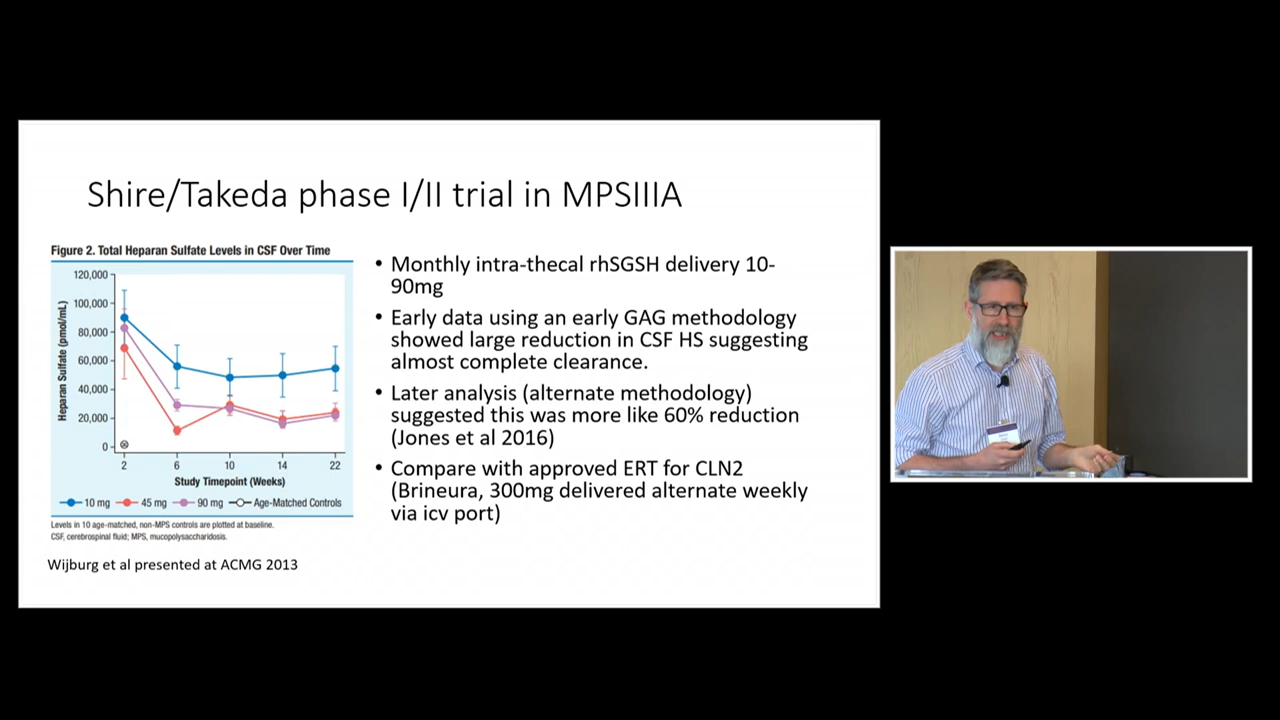 Shire/Takeda phase I/II trial in MPSIIIA
Figure 2. Total Heparan Sulfate Levels in CSF Over Time
Heparan Sulfate (pmol/mL)
120,000
100,000
80,000
60,000
40,000
20,000
0
2 6 10 14 22
Study Timepoint (Weeks)
10 mg 45 mg 90 mg Age-Matched Controls
Levels in 10 age-matched, non-MPS controls are plotted at baseline.
CSF, cerebrospinal fluid; MPS, mucopolysaccharidosis.
Wijburg et al presented at ACMG 2013
• Monthly intra-thecal rhSGSH delivery 10-
90mg
• Early data using an early GAG methodology
showed large reduction in CSF HS suggesting
almost complete clearance.
• Later analysis (alternate methodology)
suggested this was more like 60% reduction
(Jones et al 2016)
• Compare with approved ERT for CLN2
(Brineura, 300mg delivered alternate weekly
via icv port)